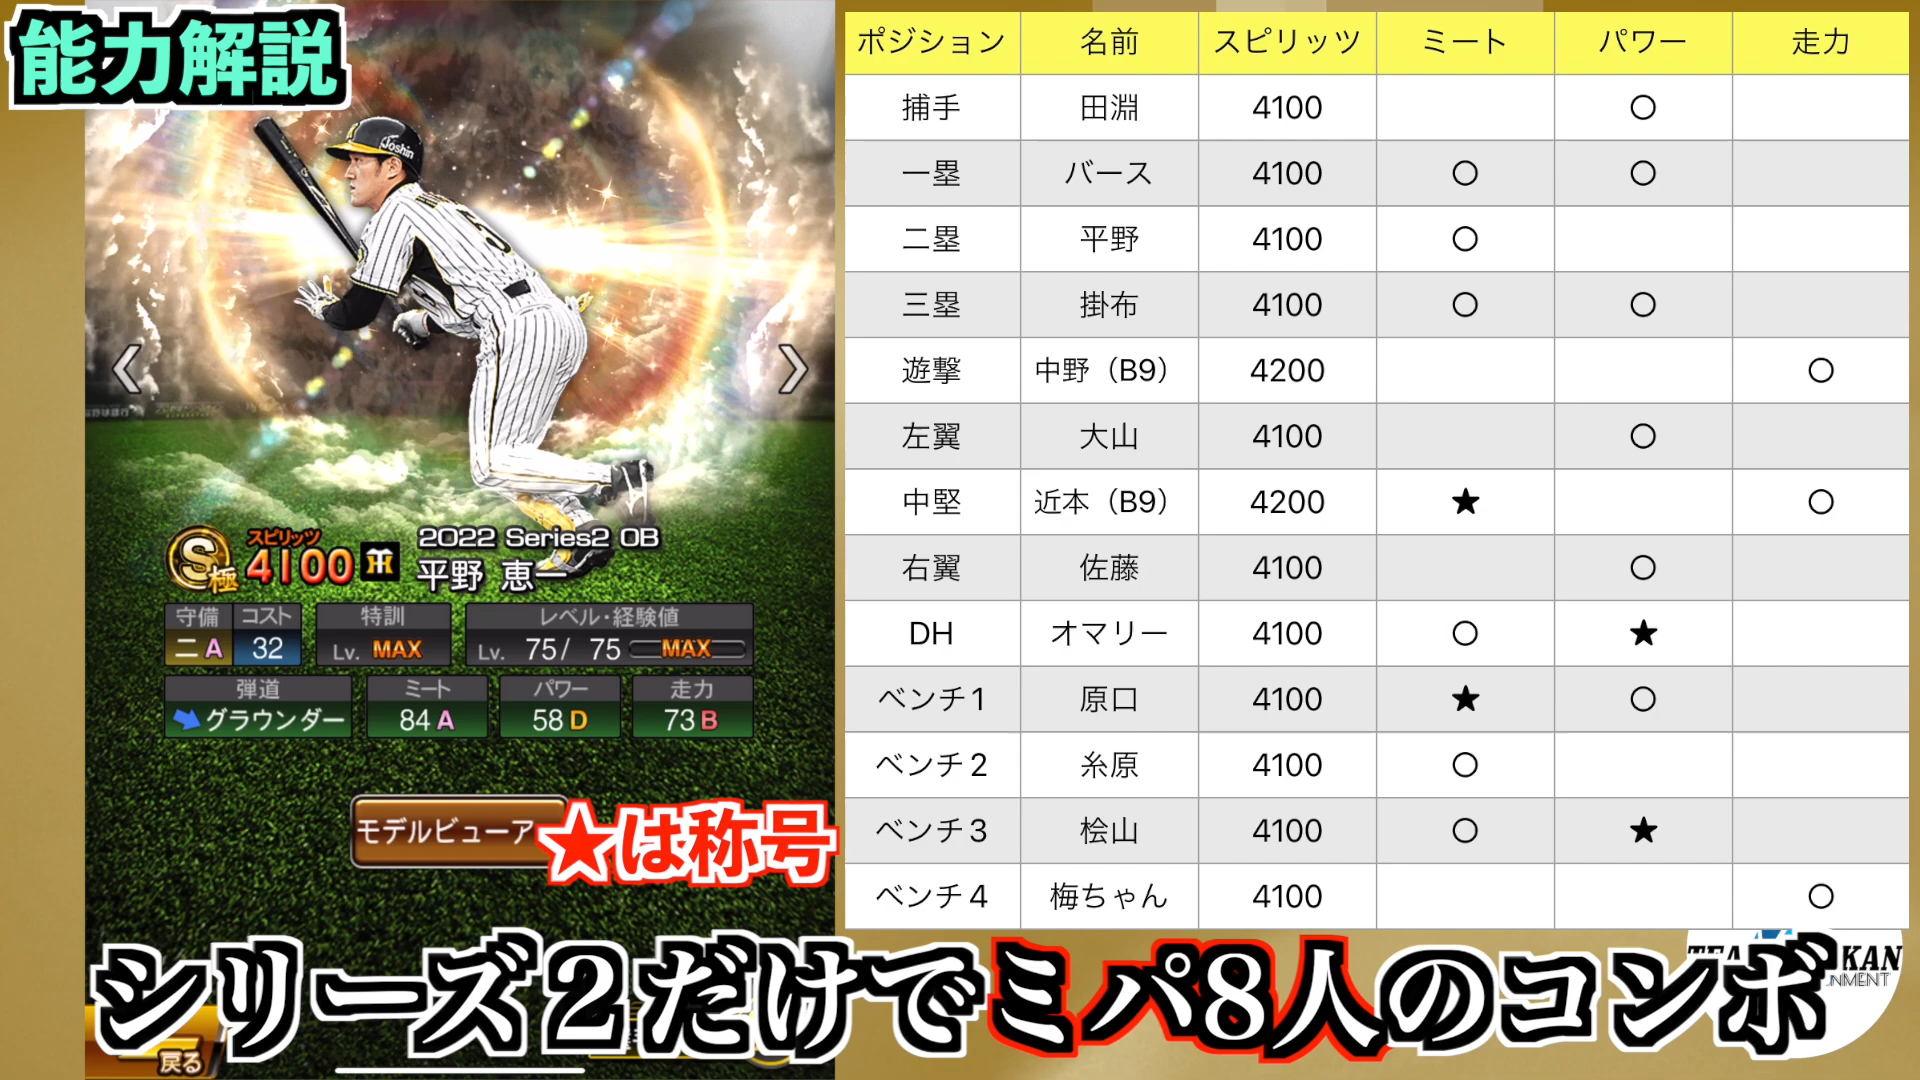 能力解説
Joshin
スピリッツ
S極 4100 2022 Series2 OB
平野 恵一
守備 コスト 特訓 レベル・経験値
二 A 32 Lv. MAX Lv. 75/ 75 MAX
弾道 ミート パワー 走力
グラウンダー 84 A 58 D 73 B
モデルビューア
★は称号
ポジション 名前 スピリッツ ミート パワー 走力
捕手 田淵 4100 ○
一塁 バース 4100 ○ ○
二塁 平野 4100 ○
三塁 掛布 4100 ○ ○
遊撃 中野（B9） 4200 ○
左翼 大山 4100 ○
中堅 近本（B9） 4200 ★ ○
右翼 佐藤 4100 ○
DH オマリー 4100 ○ ★
ベンチ1 原口 4100 ★ ○
ベンチ2 糸原 4100 ○
ベンチ3 桧山 4100 ○ ★
ベンチ4 梅ちゃん 4100 ○
シリーズ２だけでミパ8人のコンボ
戻る